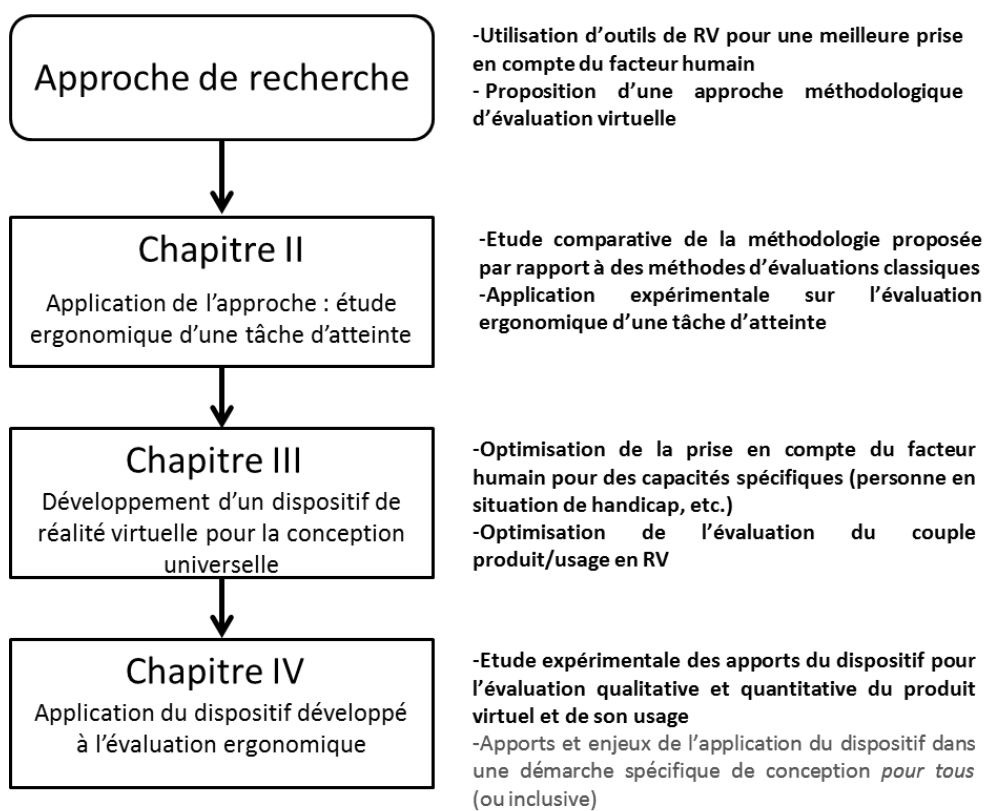 Approche de recherche
-Utilisation d’outils de RV pour une meilleure prise
en compte du facteur humain
- Proposition d’une approche méthodologique
d’évaluation virtuelle
Chapitre II
Application de l’approche : étude
ergonomique d’une tâche d’atteinte
-Etude comparative de la méthodologie proposée
par rapport à des méthodes d’évaluations classiques
-Application expérimentale sur l’évaluation
ergonomique d’une tâche d’atteinte
Chapitre III
Développement d’un dispositif de
réalité virtuelle pour la conception
universelle
-Optimisation de la prise en compte du facteur
humain pour des capacités spécifiques (personne en
situation de handicap, etc.)
-Optimisation de l’évaluation du couple
produit/usage en RV
Chapitre IV
Application du dispositif développé
à l’évaluation ergonomique
-Etude expérimentale des apports du dispositif pour
l’évaluation qualitative et quantitative du produit
virtuel et de son usage
-Apports et enjeux de l’application du dispositif dans
une démarche spécifique de conception pour tous
(ou inclusive)